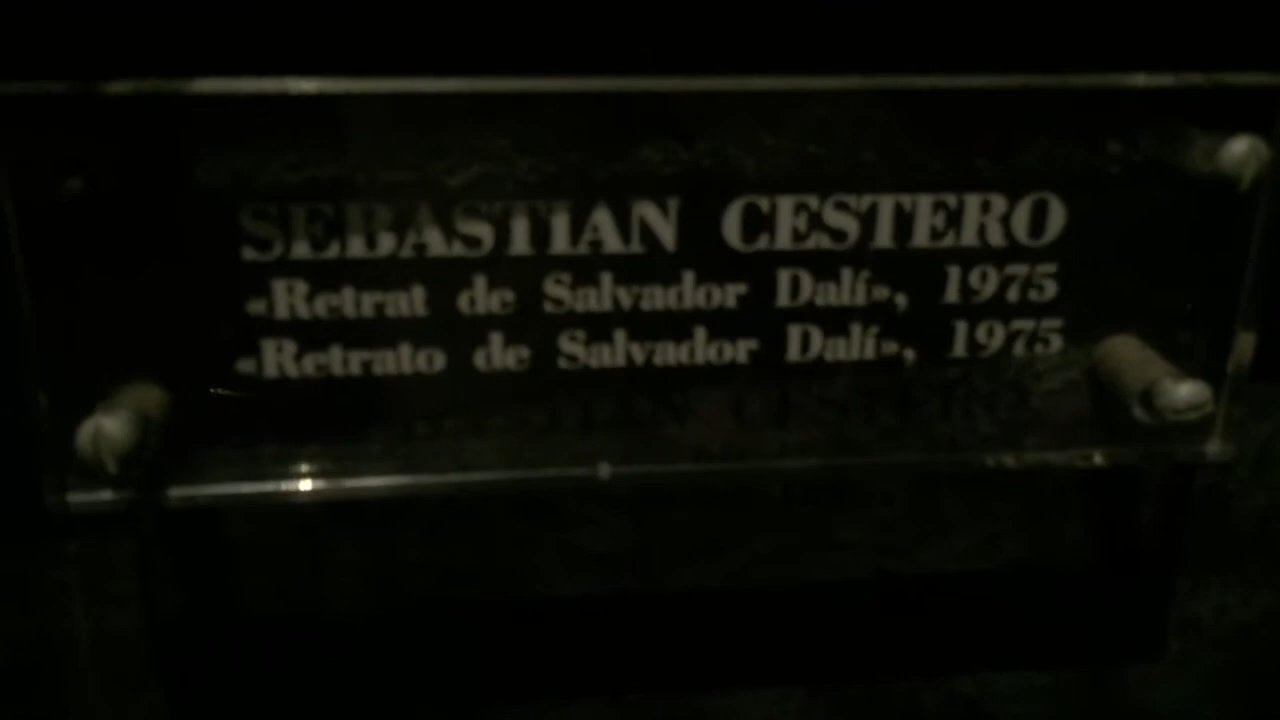 SEBASTIAN CESTERO
«Retrat de Salvador Dalí», 1975
«Retrato de Salvador Dalí», 1975